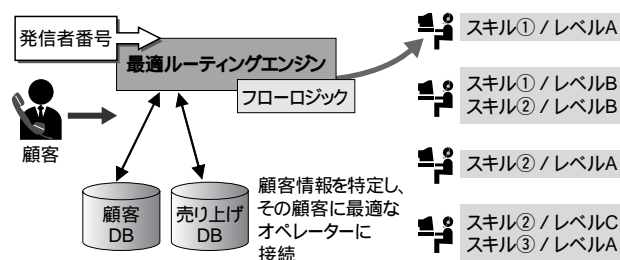 発信者番号
最適ルーティングエンジン
フローロジック
顧客
顧客
DB
売り上げ
DB
顧客情報を特定し、
その顧客に最適な
オペレーターに
接続
スキル① / レベルA
スキル① / レベルB
スキル② / レベルB
スキル② / レベルA
スキル② / レベルC
スキル③ / レベルA